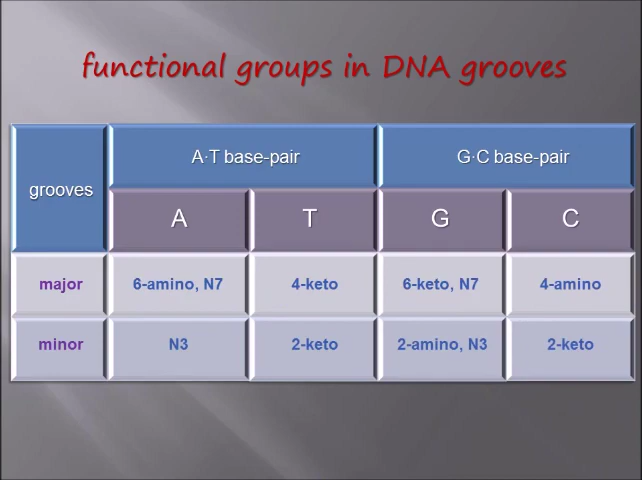 functional groups in DNA grooves
grooves
A·T base-pair
G·C base-pair
A
T
G
C
major
6-amino, N7
4-keto
6-keto, N7
4-amino
minor
N3
2-keto
2-amino, N3
2-keto